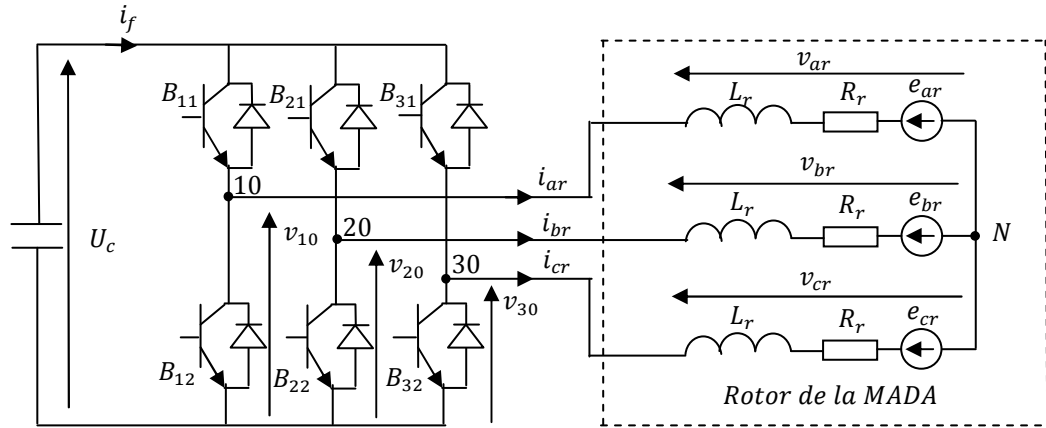 i_f
v_ar
B_11
B_21
B_31
L_r
R_r
e_ar
10
i_ar
v_br
U_c
v_10
20
i_br
L_r
R_r
e_br
N
v_20
30
i_cr
v_30
v_cr
L_r
R_r
e_cr
B_12
B_22
B_32
Rotor de la MADA